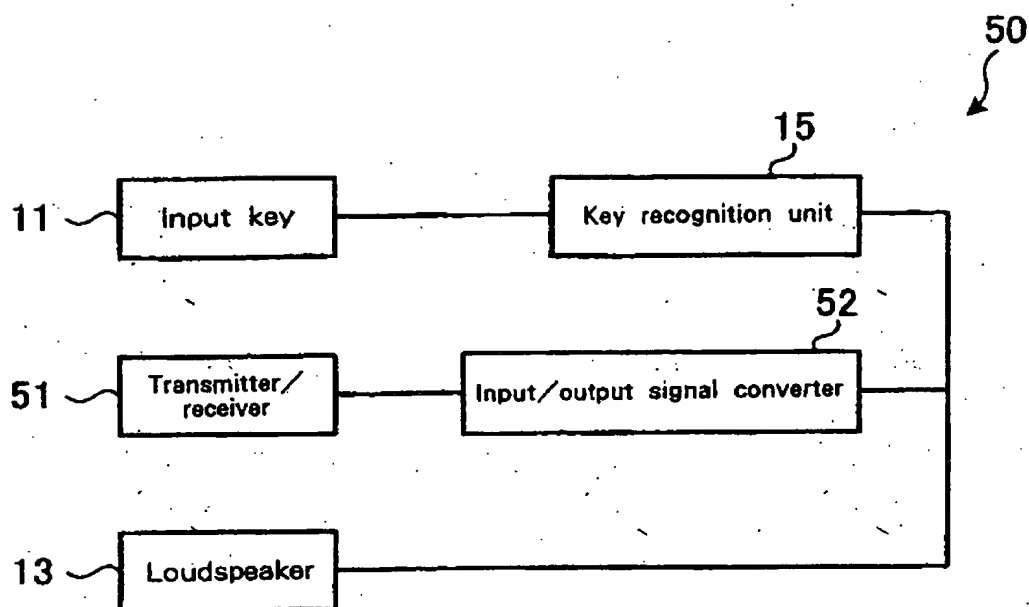 50
15
11
Input key
Key recognition unit
52
51
Transmitter/
receiver
Input/output signal converter
13
Loudspeaker